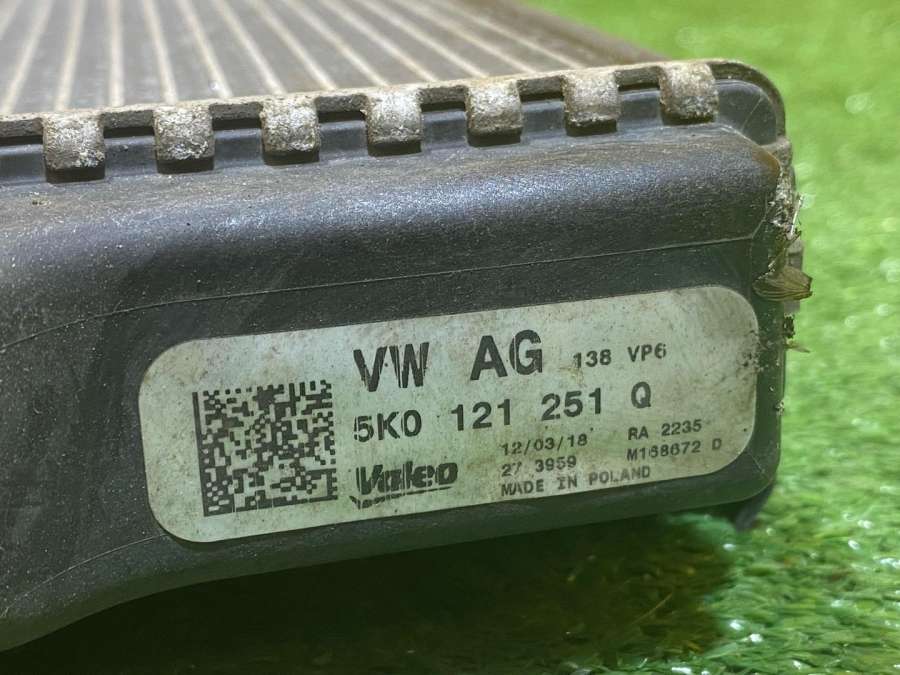 VW AG 138 VP6
5K0 121 251 Q
12/03/18 RA 2235
27 3959 M168672 D
Valeo
MADE IN POLAND